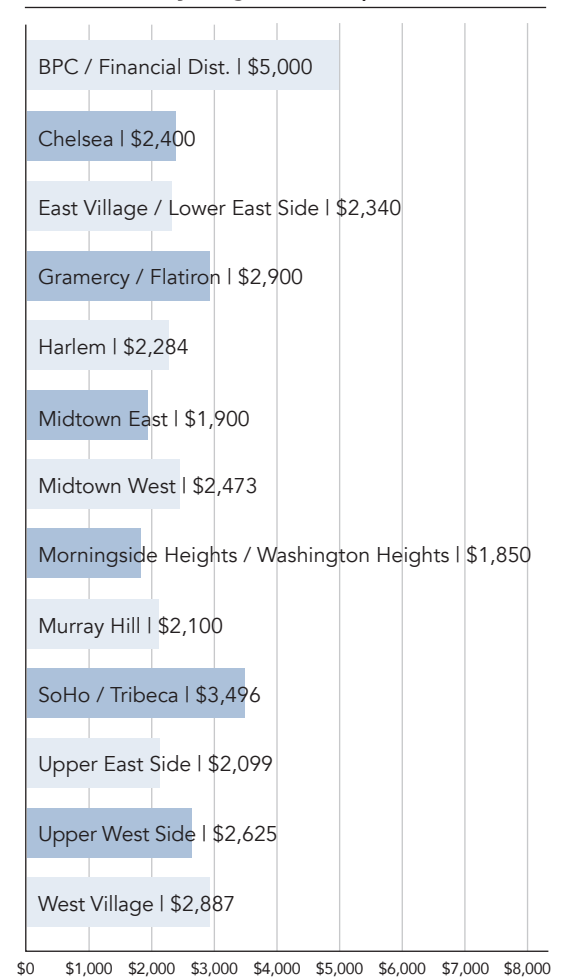 BPC / Financial Dist. | $5,000
Chelsea | $2,400
East Village / Lower East Side | $2,340
Gramercy / Flatiron | $2,900
Harlem | $2,284
Midtown East | $1,900
Midtown West | $2,473
Morningside Heights / Washington Heights | $1,850
Murray Hill | $2,100
SoHo / Tribeca | $3,496
Upper East Side | $2,099
Upper West Side | $2,625
West Village | $2,887
$0 $1,000 $2,000 $3,000 $4,000 $5,000 $6,000 $7,000 $8,000